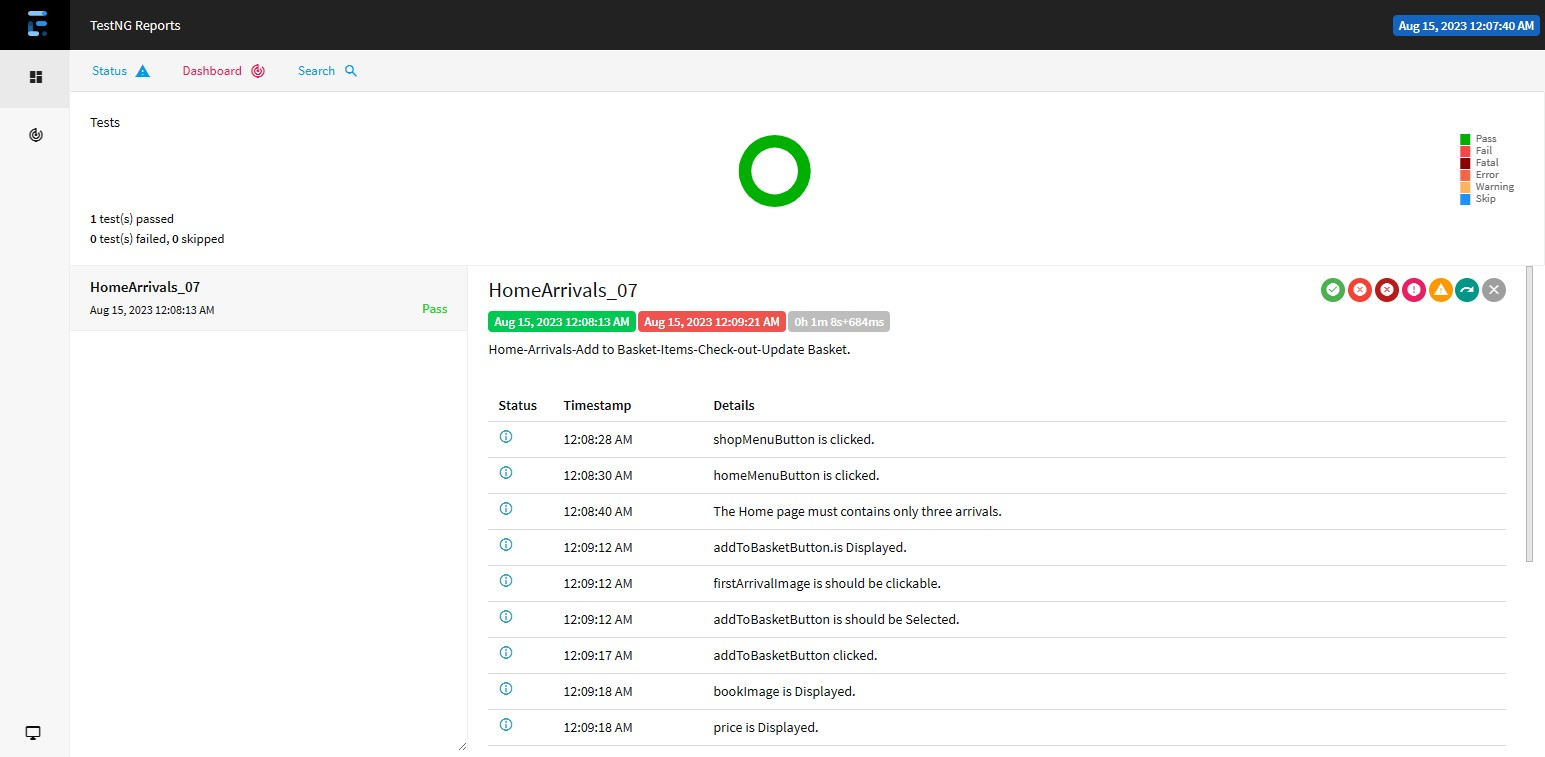 TestNG Reports
Aug 15, 2023 12:07:40 AM
Status Dashboard Search
Tests
Pass
Fail
Fatal
Error
Warning
Skip
1 test(s) passed
0 test(s) failed, 0 skipped
HomeArrivals_07
Aug 15, 2023 12:08:13 AM Pass
HomeArrivals_07
Aug 15, 2023 12:08:13 AM Aug 15, 2023 12:09:21 AM 0h 1m 8s+684ms
Home-Arrivals-Add to Basket-Items-Check-out-Update Basket.
Status Timestamp Details
12:08:28 AM shopMenuButton is clicked.
12:08:30 AM homeMenuButton is clicked.
12:08:40 AM The Home page must contains only three arrivals.
12:09:12 AM addToBasketButton.is Displayed.
12:09:12 AM firstArrivalImage is should be clickable.
12:09:12 AM addToBasketButton is should be Selected.
12:09:17 AM addToBasketButton clicked.
12:09:18 AM bookImage is Displayed.
12:09:18 AM price is Displayed.